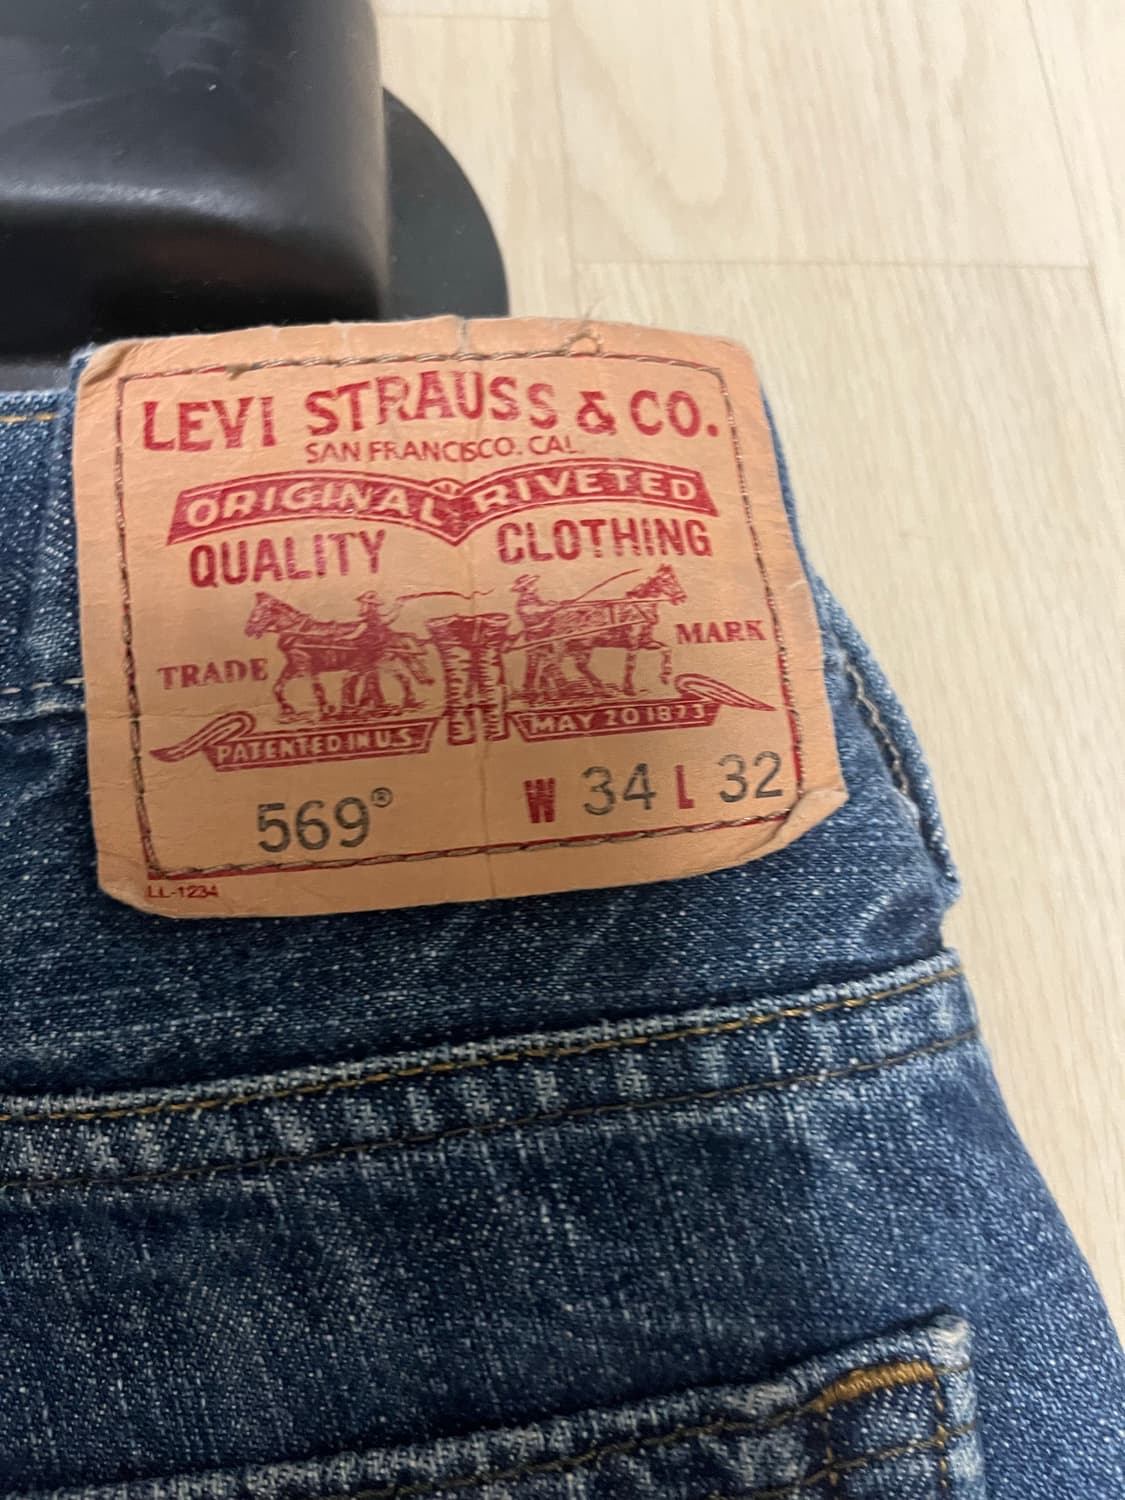 LEVI STRAUSS & CO.
SAN FRANCISCO. CAL.
ORIGINAL RIVETED
QUALITY CLOTHING
TRADE MARK
PATENTED IN U.S. MAY 20 1873
569® W 34 L 32
LL-1234